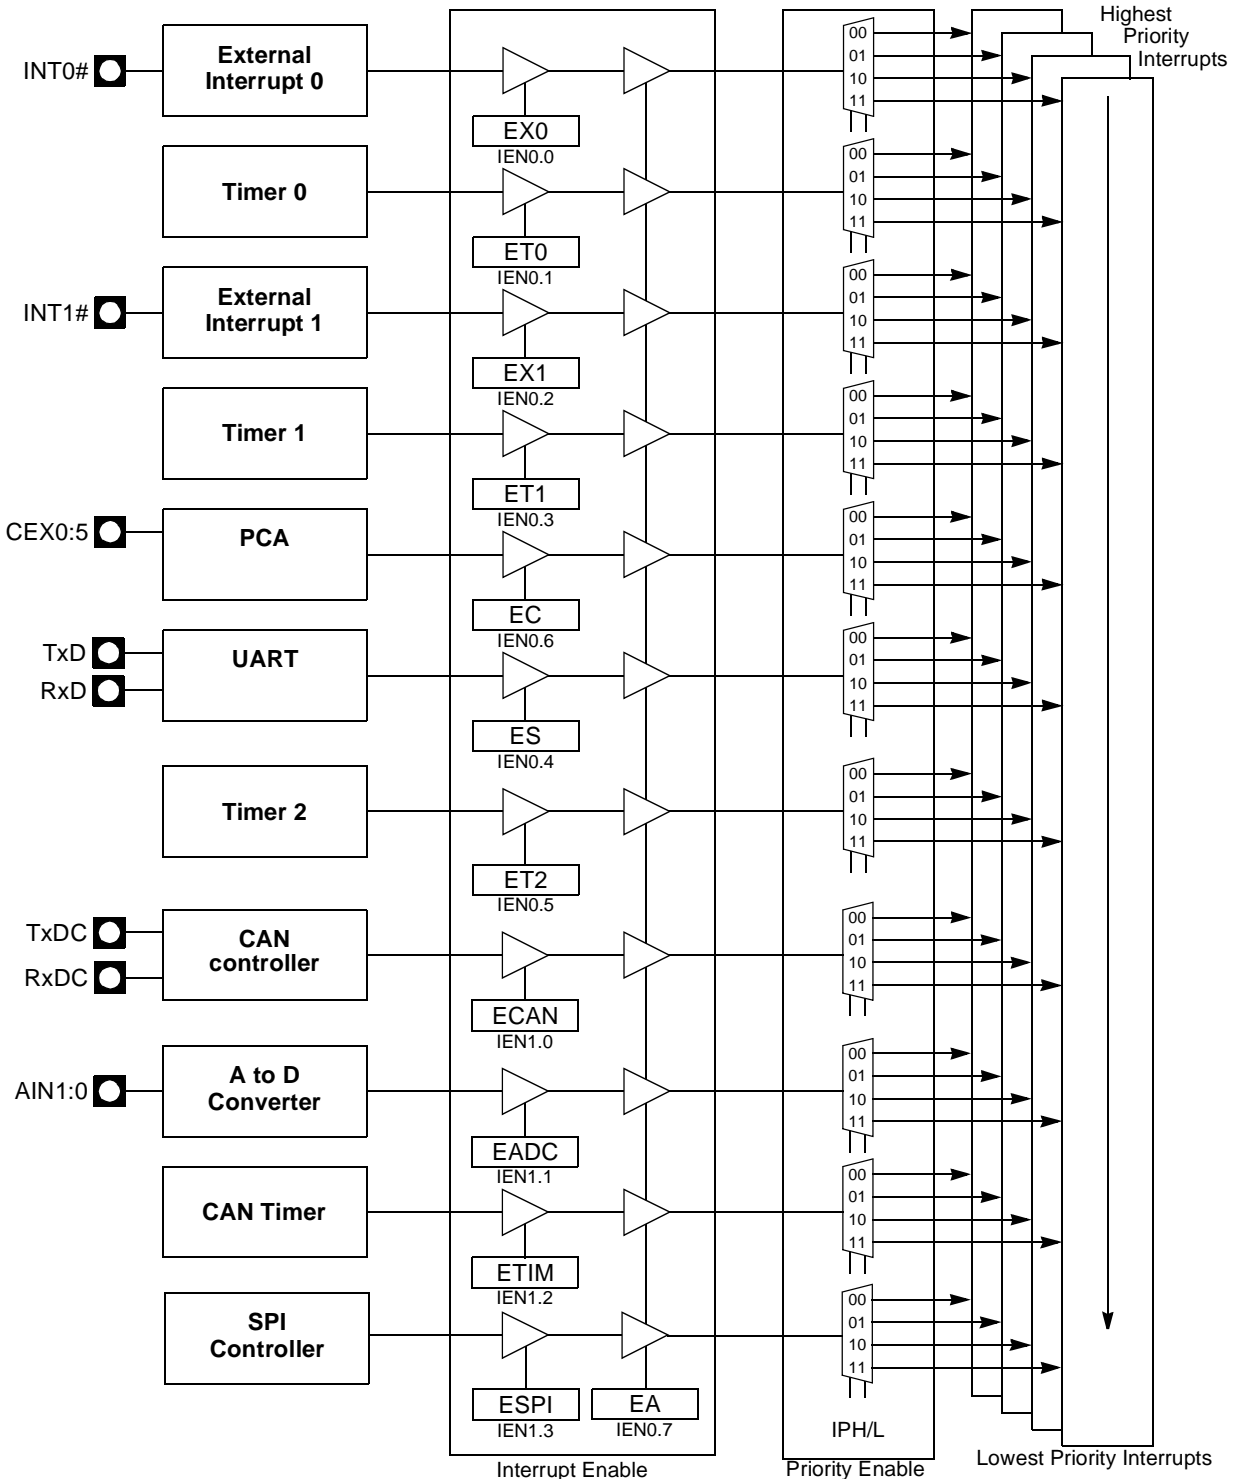 Highest
Priority
Interrupts
INT0#
External
Interrupt 0
EX0
IEN0.0
00
01
10
11
Timer 0
ET0
IEN0.1
00
01
10
11
INT1#
External
Interrupt 1
EX1
IEN0.2
00
01
10
11
Timer 1
ET1
IEN0.3
00
01
10
11
CEX0:5
PCA
EC
IEN0.6
00
01
10
11
TxD
RxD
UART
ES
IEN0.4
00
01
10
11
Timer 2
ET2
IEN0.5
00
01
10
11
TxDC
RxDC
CAN
controller
ECAN
IEN1.0
00
01
10
11
AIN1:0
A to D
Converter
EADC
IEN1.1
00
01
10
11
CAN Timer
ETIM
IEN1.2
00
01
10
11
SPI
Controller
ESPI
IEN1.3
EA
IEN0.7
00
01
10
11
IPH/L
Interrupt Enable
Priority Enable
Lowest Priority Interrupts